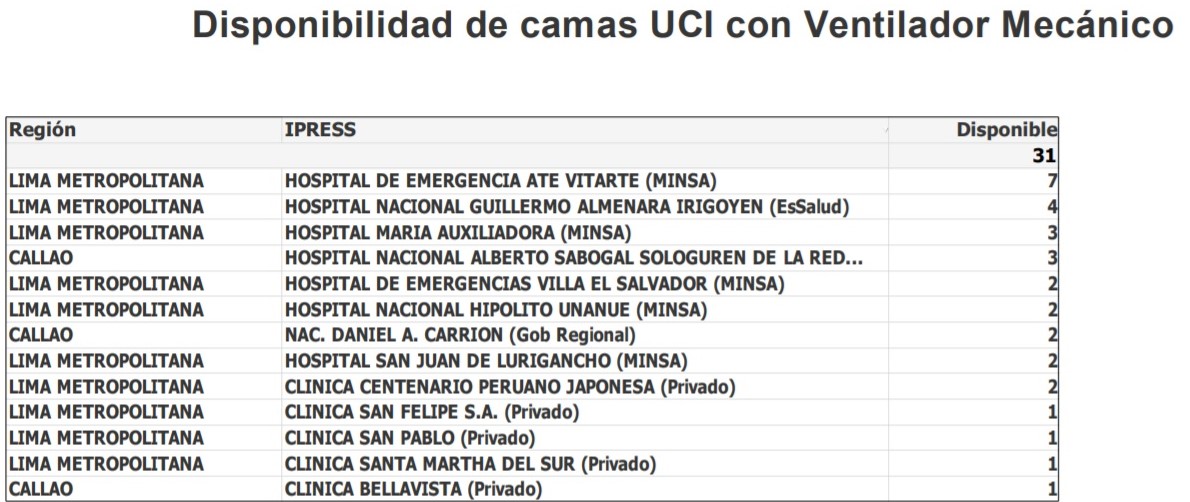 Disponibilidad de camas UCI con Ventilador Mecánico
Región IPRESS Disponible
31
LIMA METROPOLITANA HOSPITAL DE EMERGENCIA ATE VITARTE (MINSA) 7
LIMA METROPOLITANA HOSPITAL NACIONAL GUILLERMO ALMENARA IRIGOYEN (EsSalud) 4
LIMA METROPOLITANA HOSPITAL MARIA AUXILIADORA (MINSA) 3
CALLAO HOSPITAL NACIONAL ALBERTO SABOGAL SOLOGUREN DE LA RED... 3
LIMA METROPOLITANA HOSPITAL DE EMERGENCIAS VILLA EL SALVADOR (MINSA) 2
LIMA METROPOLITANA HOSPITAL NACIONAL HIPOLITO UNANUE (MINSA) 2
CALLAO NAC. DANIEL A. CARRION (Gob Regional) 2
LIMA METROPOLITANA HOSPITAL SAN JUAN DE LURIGANCHO (MINSA) 2
LIMA METROPOLITANA CLINICA CENTENARIO PERUANO JAPONESA (Privado) 2
LIMA METROPOLITANA CLINICA SAN FELIPE S.A. (Privado) 1
LIMA METROPOLITANA CLINICA SAN PABLO (Privado) 1
LIMA METROPOLITANA CLINICA SANTA MARTHA DEL SUR (Privado) 1
CALLAO CLINICA BELLAVISTA (Privado) 1